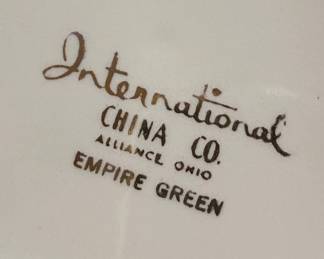 International
CHINA CO.
ALLIANCE OHIO
EMPIRE GREEN